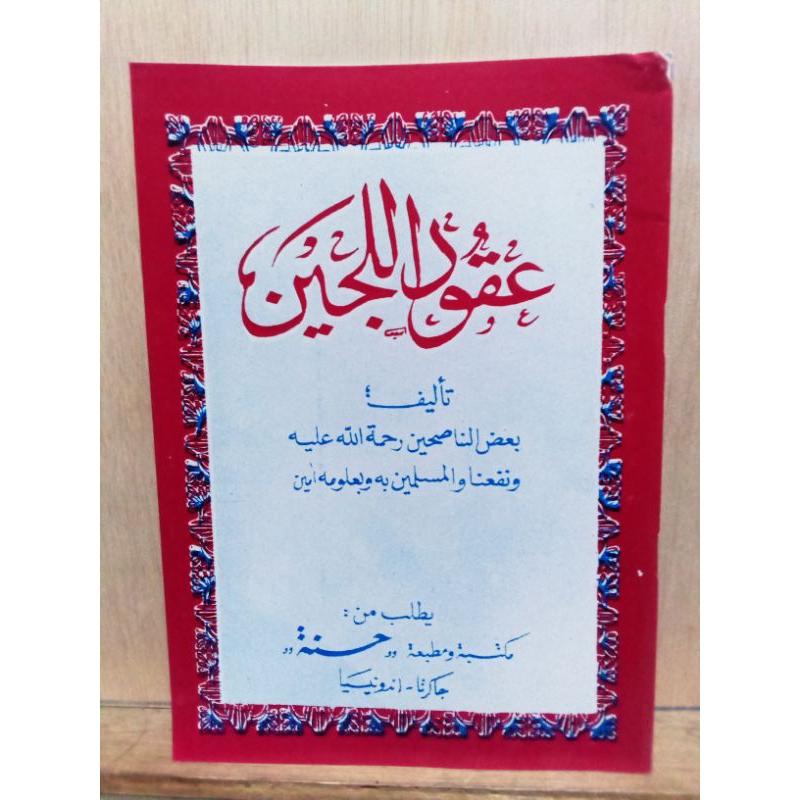 عقود اللجين
تأليف:
بعض الناصحين رحمة الله عليه
ونفعنا والمسلمين به وبعلومه أمين
يطلب من:
مكتبة ومطبعة ,,حسنة,,
جاكرتا - اندونيسيا